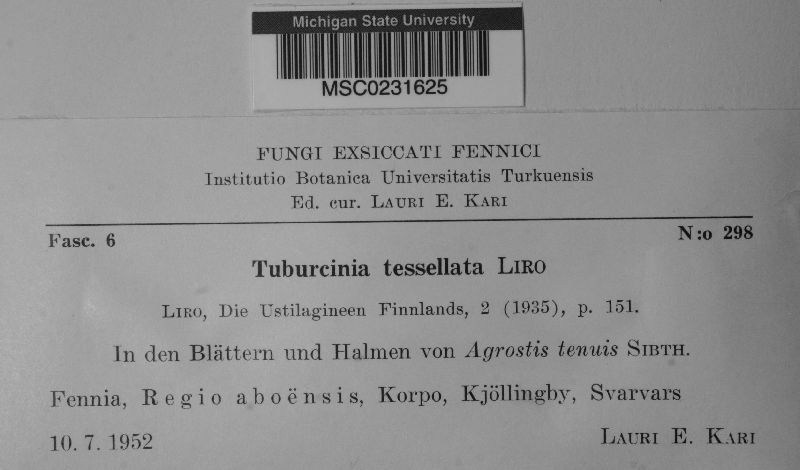 Michigan State University
MSC0231625
FUNGI EXSICCATI FENNICI
Institutio Botanica Universitatis Turkuensis
Ed. cur. LAURI E. KARI
Fasc. 6 N:o 298
Tuburcinia tessellata LIRO
LIRO, Die Ustilagineen Finnlands, 2 (1935), p. 151.
In den Blättern und Halmen von Agrostis tenuis SIBTH.
Fennia, Regio aboënsis, Korpo, Kjöllingby, Svarvars
10. 7. 1952 LAURI E. KARI